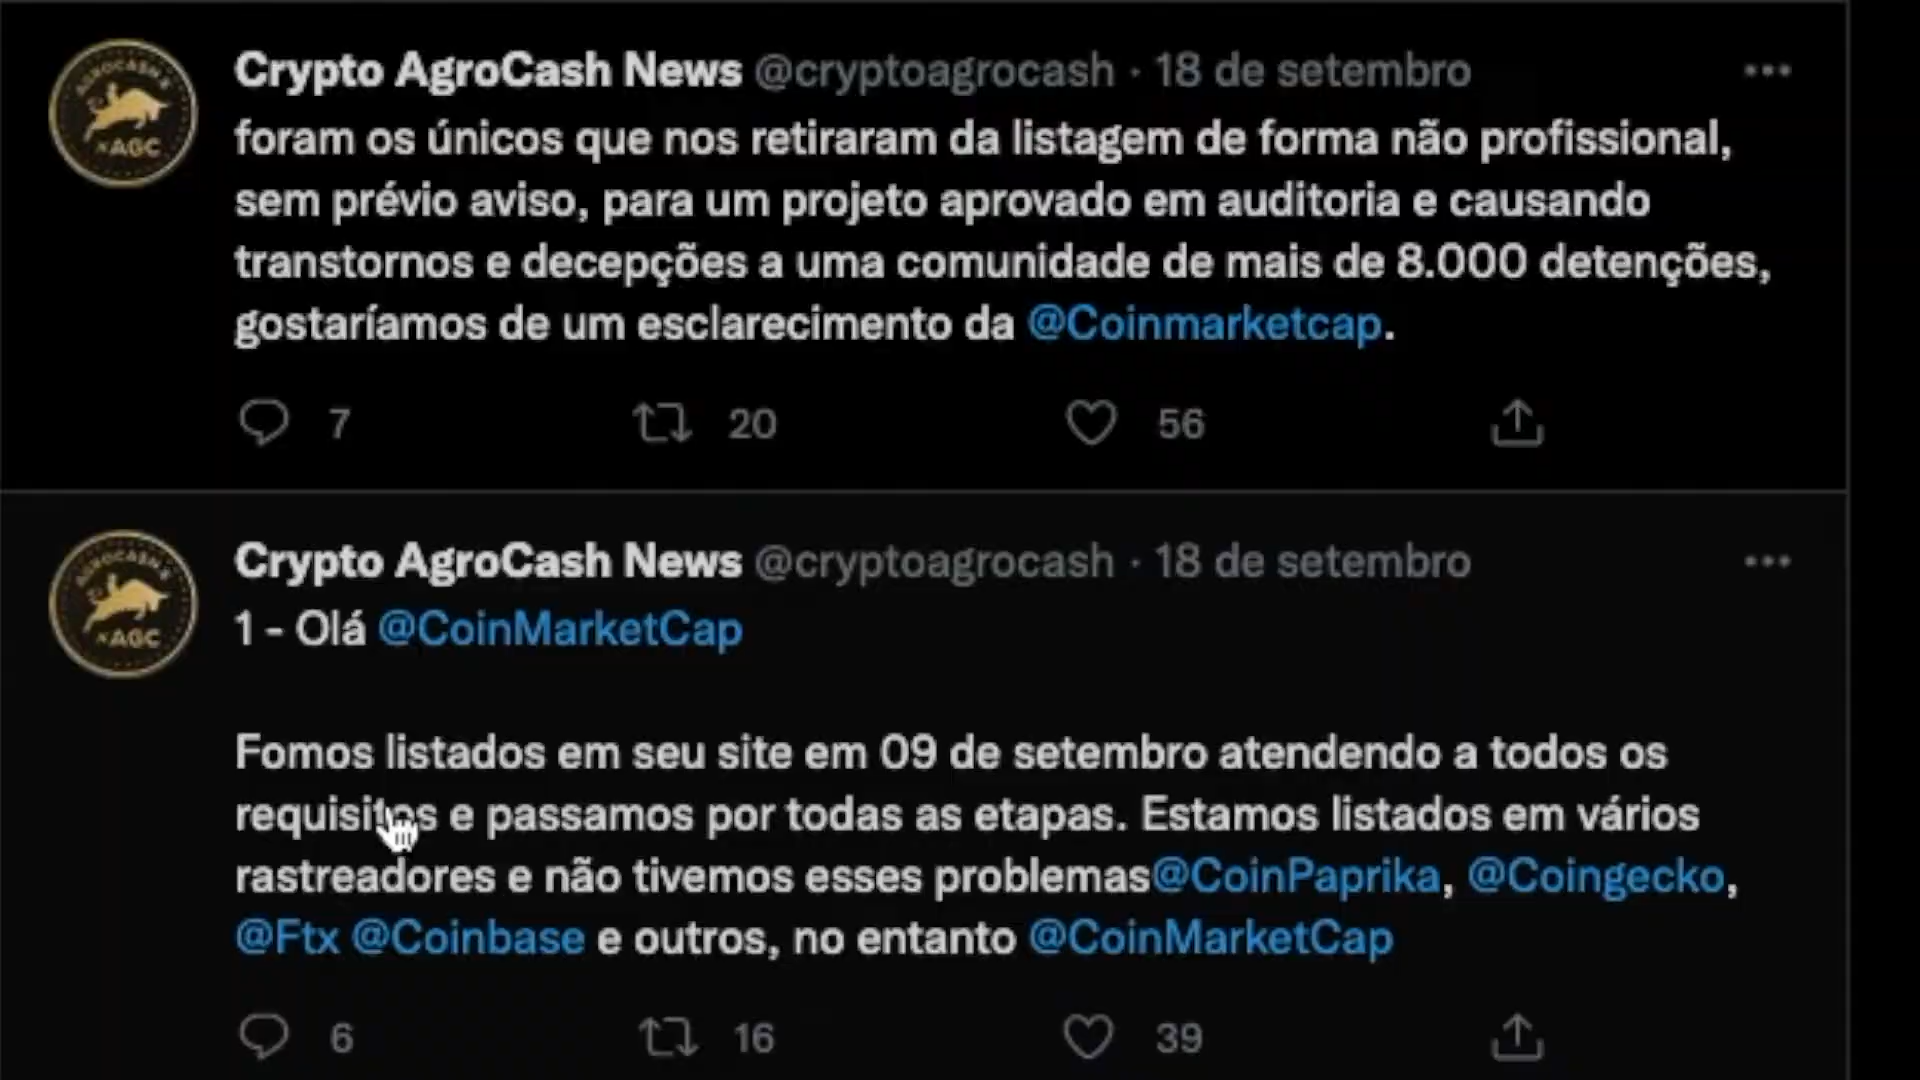 Crypto AgroCash News @cryptoagrocash · 18 de setembro
foram os únicos que nos retiraram da listagem de forma não profissional,
sem prévio aviso, para um projeto aprovado em auditoria e causando
transtornos e decepções a uma comunidade de mais de 8.000 detenções,
gostaríamos de um esclarecimento da @Coinmarketcap.
7 20 56
Crypto AgroCash News @cryptoagrocash · 18 de setembro
1 - Olá @CoinMarketCap
Fomos listados em seu site em 09 de setembro atendendo a todos os
requisitos e passamos por todas as etapas. Estamos listados em vários
rastreadores e não tivemos esses problemas@CoinPaprika, @Coingecko,
@Ftx @Coinbase e outros, no entanto @CoinMarketCap
6 16 39